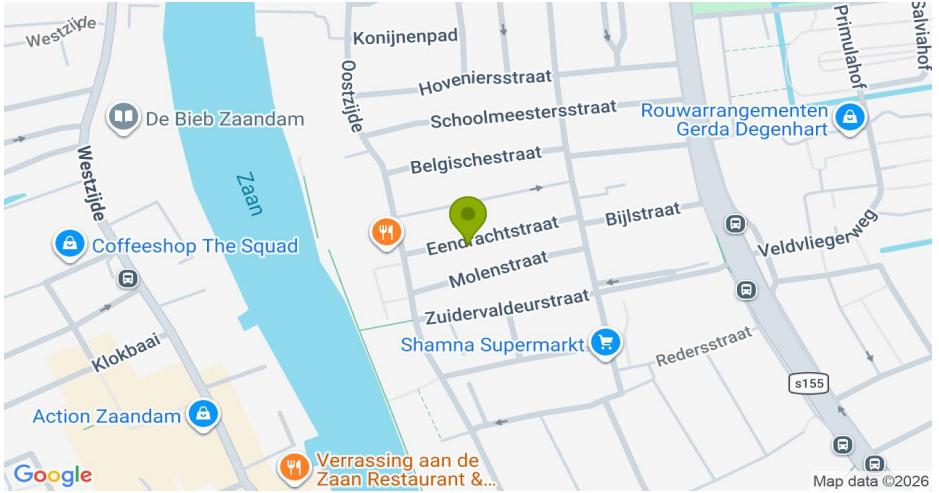 Westzijde
Konijnenpad
Oostzijde
Hoveniersstraat
Schoolmeestersstraat
Primulahof
Salviahof
Rouwarrangementen
Gerda Degenhart
De Bieb Zaandam
Westzijde
Zaan
Belgischestraat
Coffeeshop The Squad
Eendrachtstraat
Bijlstraat
Veldvliegerweg
Molenstraat
Zuidervaldeurstraat
Shamna Supermarkt
Redersstraat
Klokbaai
s155
Action Zaandam
Verrassing aan de
Zaan Restaurant &...
Google
Map data ©2026